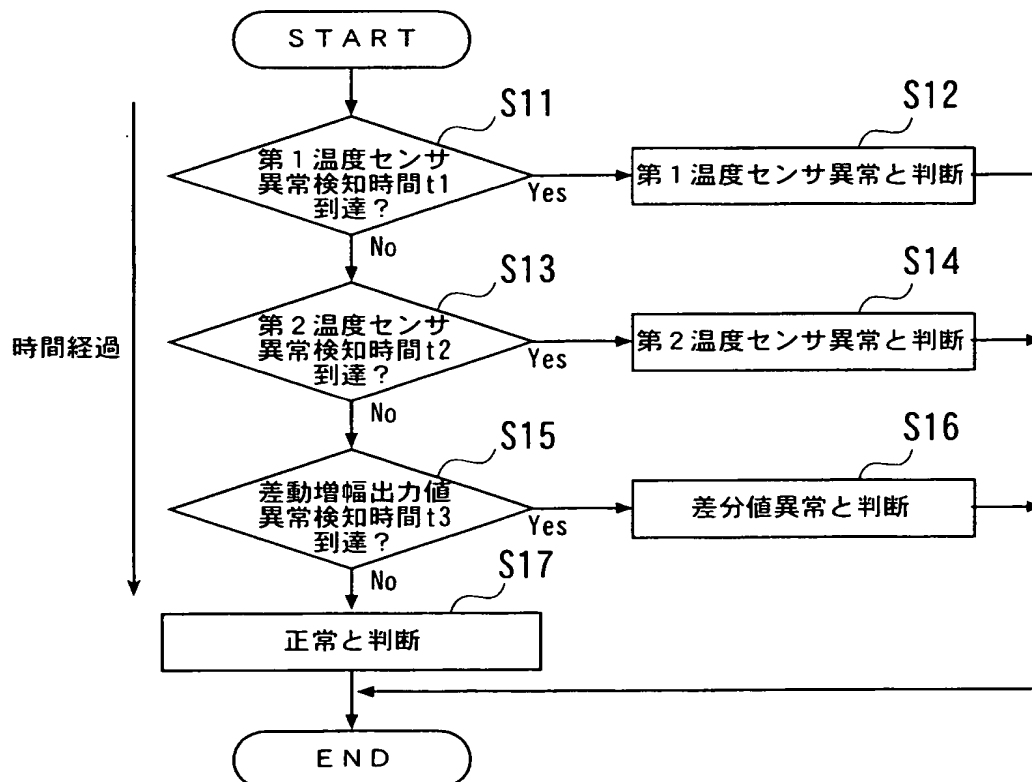 START
S11
第1温度センサ
異常検知時間t1
到達？
Yes
No
S12
第1温度センサ異常と判断
S13
第2温度センサ
異常検知時間t2
到達？
Yes
No
S14
第2温度センサ異常と判断
時間経過
S15
差動増幅出力値
異常検知時間t3
到達？
Yes
No
S16
差分値異常と判断
S17
正常と判断
END